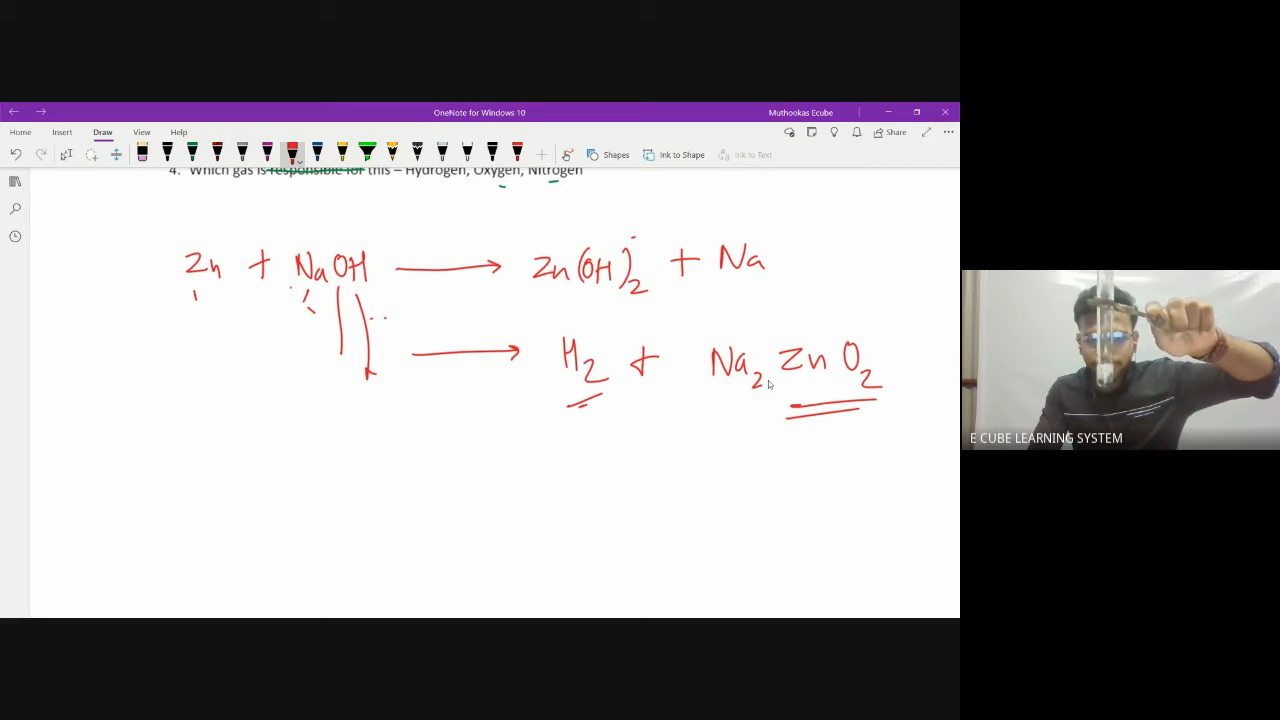 OneNote for Windows 10
Muthookas Ecube
Home Insert Draw View Help
Share
Shapes Ink to Shape Ink to Text
4. Which gas is responsible for this – Hydrogen, Oxygen, Nitrogen
Zn + NaOH → Zn(OH)₂ + Na
→ H₂ + Na₂ZnO₂
E CUBE LEARNING SYSTEM